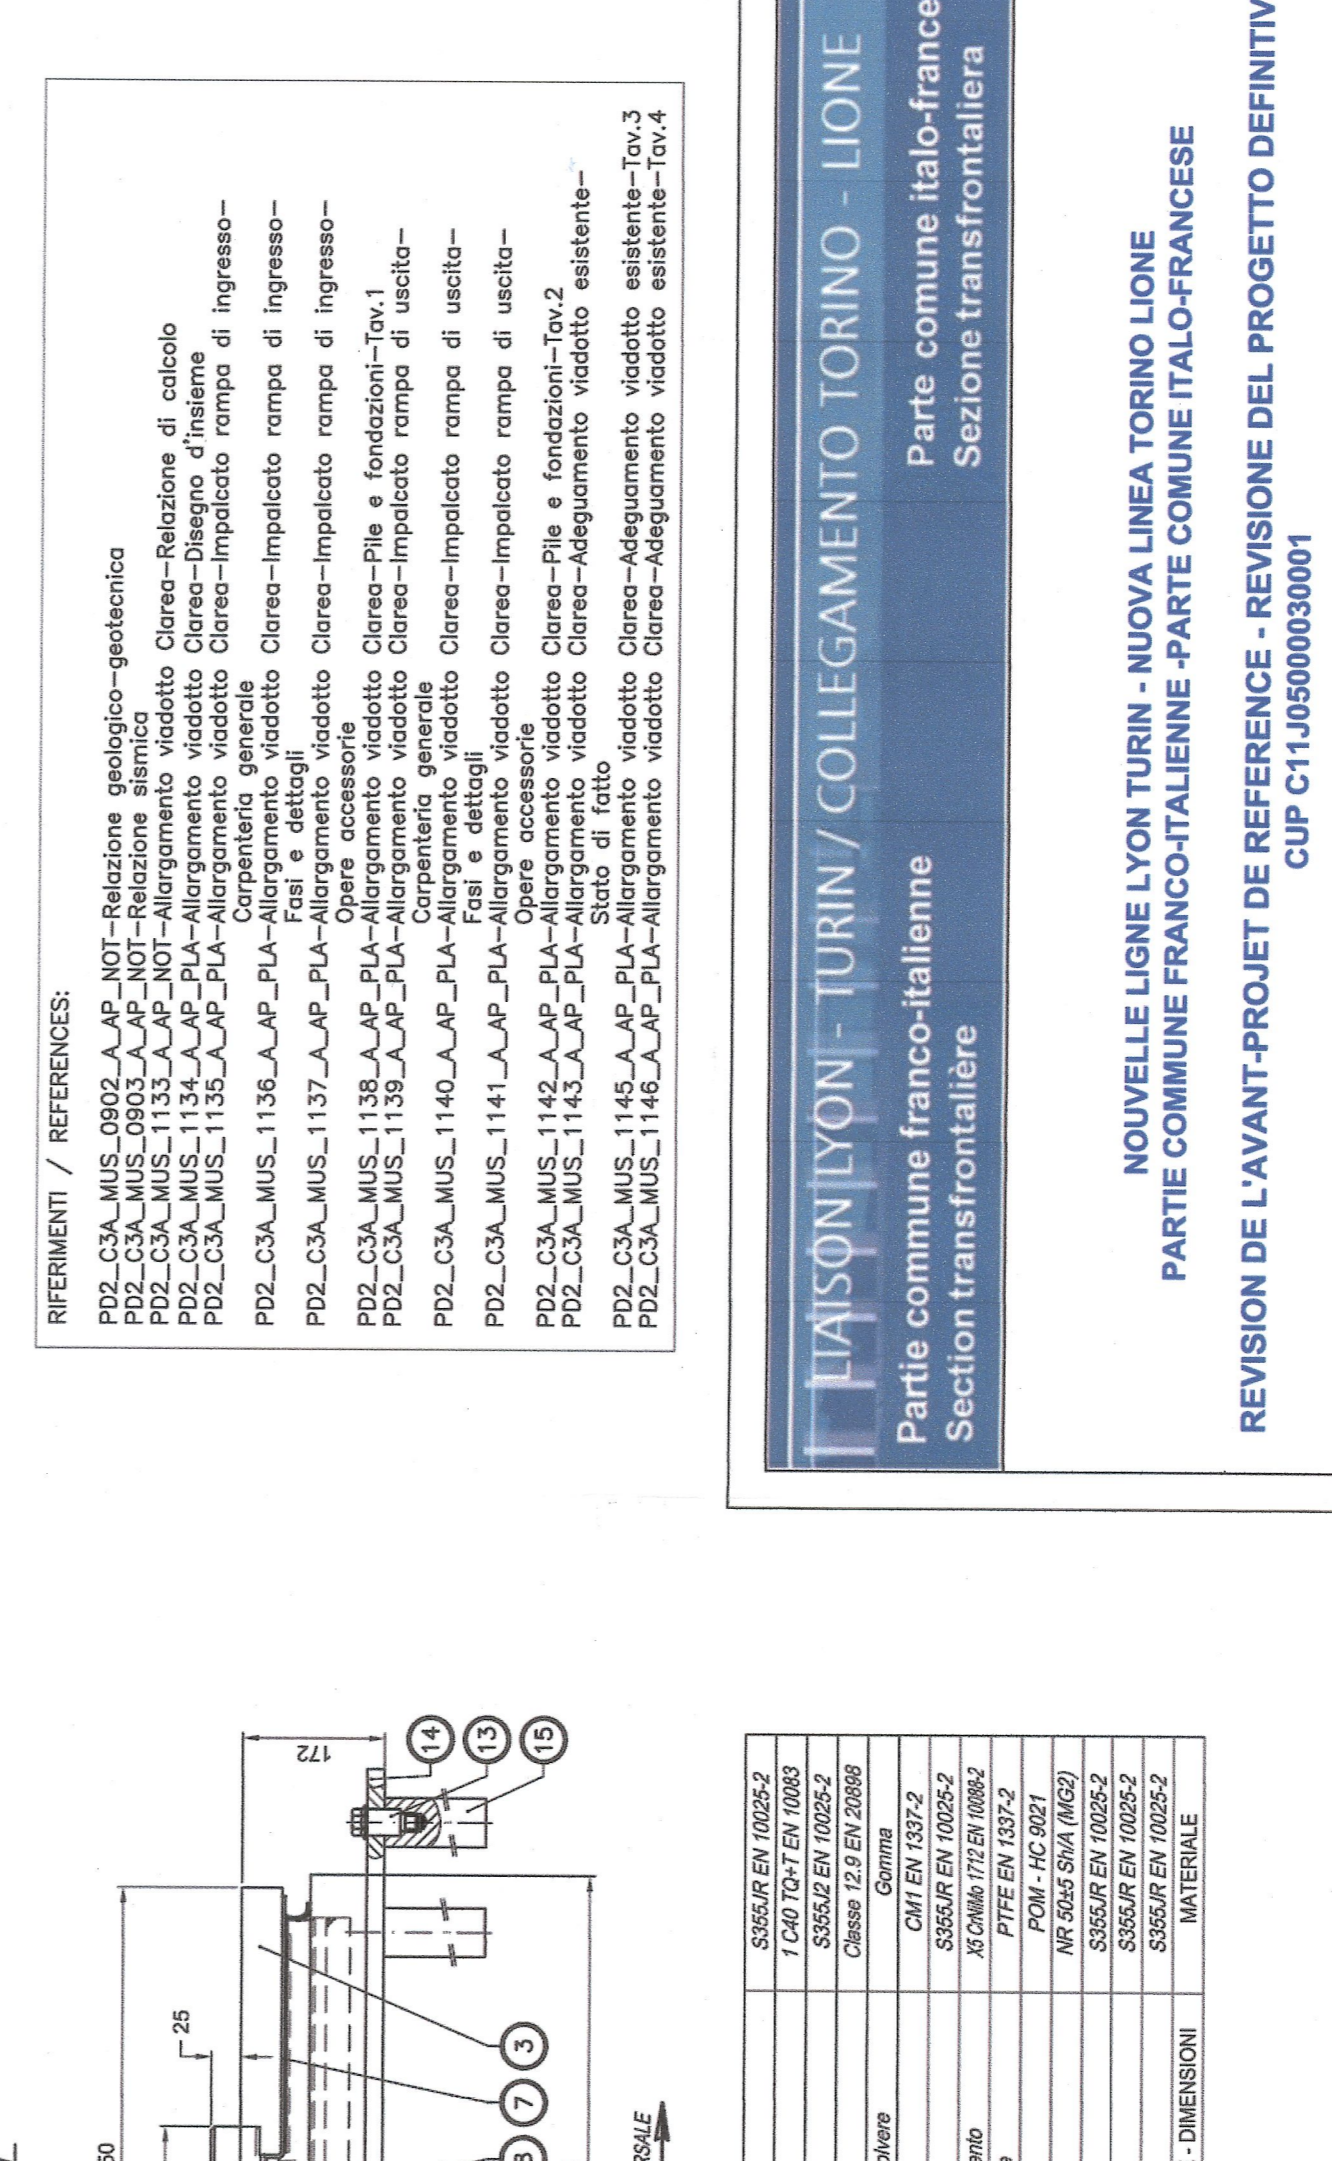 RIFERIMENTI / REFERENCES:
PD2_C3A_MUS_0902_A_AP_NOT-Relazione geologico-geotecnica
PD2_C3A_MUS_0903_A_AP_NOT-Relazione sismica
PD2_C3A_MUS_1133_A_AP_NOT-Allargamento viadotto Clarea-Relazione di calcolo
PD2_C3A_MUS_1134_A_AP_PLA-Allargamento viadotto Clarea-Disegno d'insieme
PD2_C3A_MUS_1135_A_AP_PLA-Allargamento viadotto Clarea-Impalcato rampa di ingresso-
Carpenteria generale
PD2_C3A_MUS_1136_A_AP_PLA-Allargamento viadotto Clarea-Impalcato rampa di ingresso-
Fasi e dettagli
PD2_C3A_MUS_1137_A_AP_PLA-Allargamento viadotto Clarea-Impalcato rampa di ingresso-
Opere accessorie
PD2_C3A_MUS_1138_A_AP_PLA-Allargamento viadotto Clarea-Pile e fondazioni-Tav.1
PD2_C3A_MUS_1139_A_AP_PLA-Allargamento viadotto Clarea-Impalcato rampa di uscita-
Carpenteria generale
PD2_C3A_MUS_1140_A_AP_PLA-Allargamento viadotto Clarea-Impalcato rampa di uscita-
Fasi e dettagli
PD2_C3A_MUS_1141_A_AP_PLA-Allargamento viadotto Clarea-Impalcato rampa di uscita-
Opere accessorie
PD2_C3A_MUS_1142_A_AP_PLA-Allargamento viadotto Clarea-Pile e fondazioni-Tav.2
PD2_C3A_MUS_1143_A_AP_PLA-Allargamento viadotto Clarea-Adeguamento viadotto esistente-
Stato di fatto
PD2_C3A_MUS_1145_A_AP_PLA-Allargamento viadotto Clarea-Adeguamento viadotto esistente-Tav.3
PD2_C3A_MUS_1146_A_AP_PLA-Allargamento viadotto Clarea-Adeguamento viadotto esistente-Tav.4
LIAISON LYON - TURIN / COLLEGAMENTO TORINO - LIONE
Partie commune franco-italienne
Section transfrontalière
Parte comune italo-france
Sezione transfrontaliera
NOUVELLE LIGNE LYON TURIN - NUOVA LINEA TORINO LIONE
PARTIE COMMUNE FRANCO-ITALIENNE -PARTE COMUNE ITALO-FRANCESE
REVISION DE L'AVANT-PROJET DE REFERENCE - REVISIONE DEL PROGETTO DEFINITIV
CUP C11J05000030001
50
25
172
14
13
15
3
7
8
RSALE
S355JR EN 10025-2
1 C40 TQ+T EN 10083
S355J2 EN 10025-2
Classe 12.9 EN 20898
olvere Gomma
CM1 EN 1337-2
S355JR EN 10025-2
ento X5 CrNiMo 1712 EN 10088-2
e PTFE EN 1337-2
POM - HC 9021
NR 50±5 Sh/A (MG2)
S355JR EN 10025-2
S355JR EN 10025-2
S355JR EN 10025-2
- DIMENSIONI MATERIALE